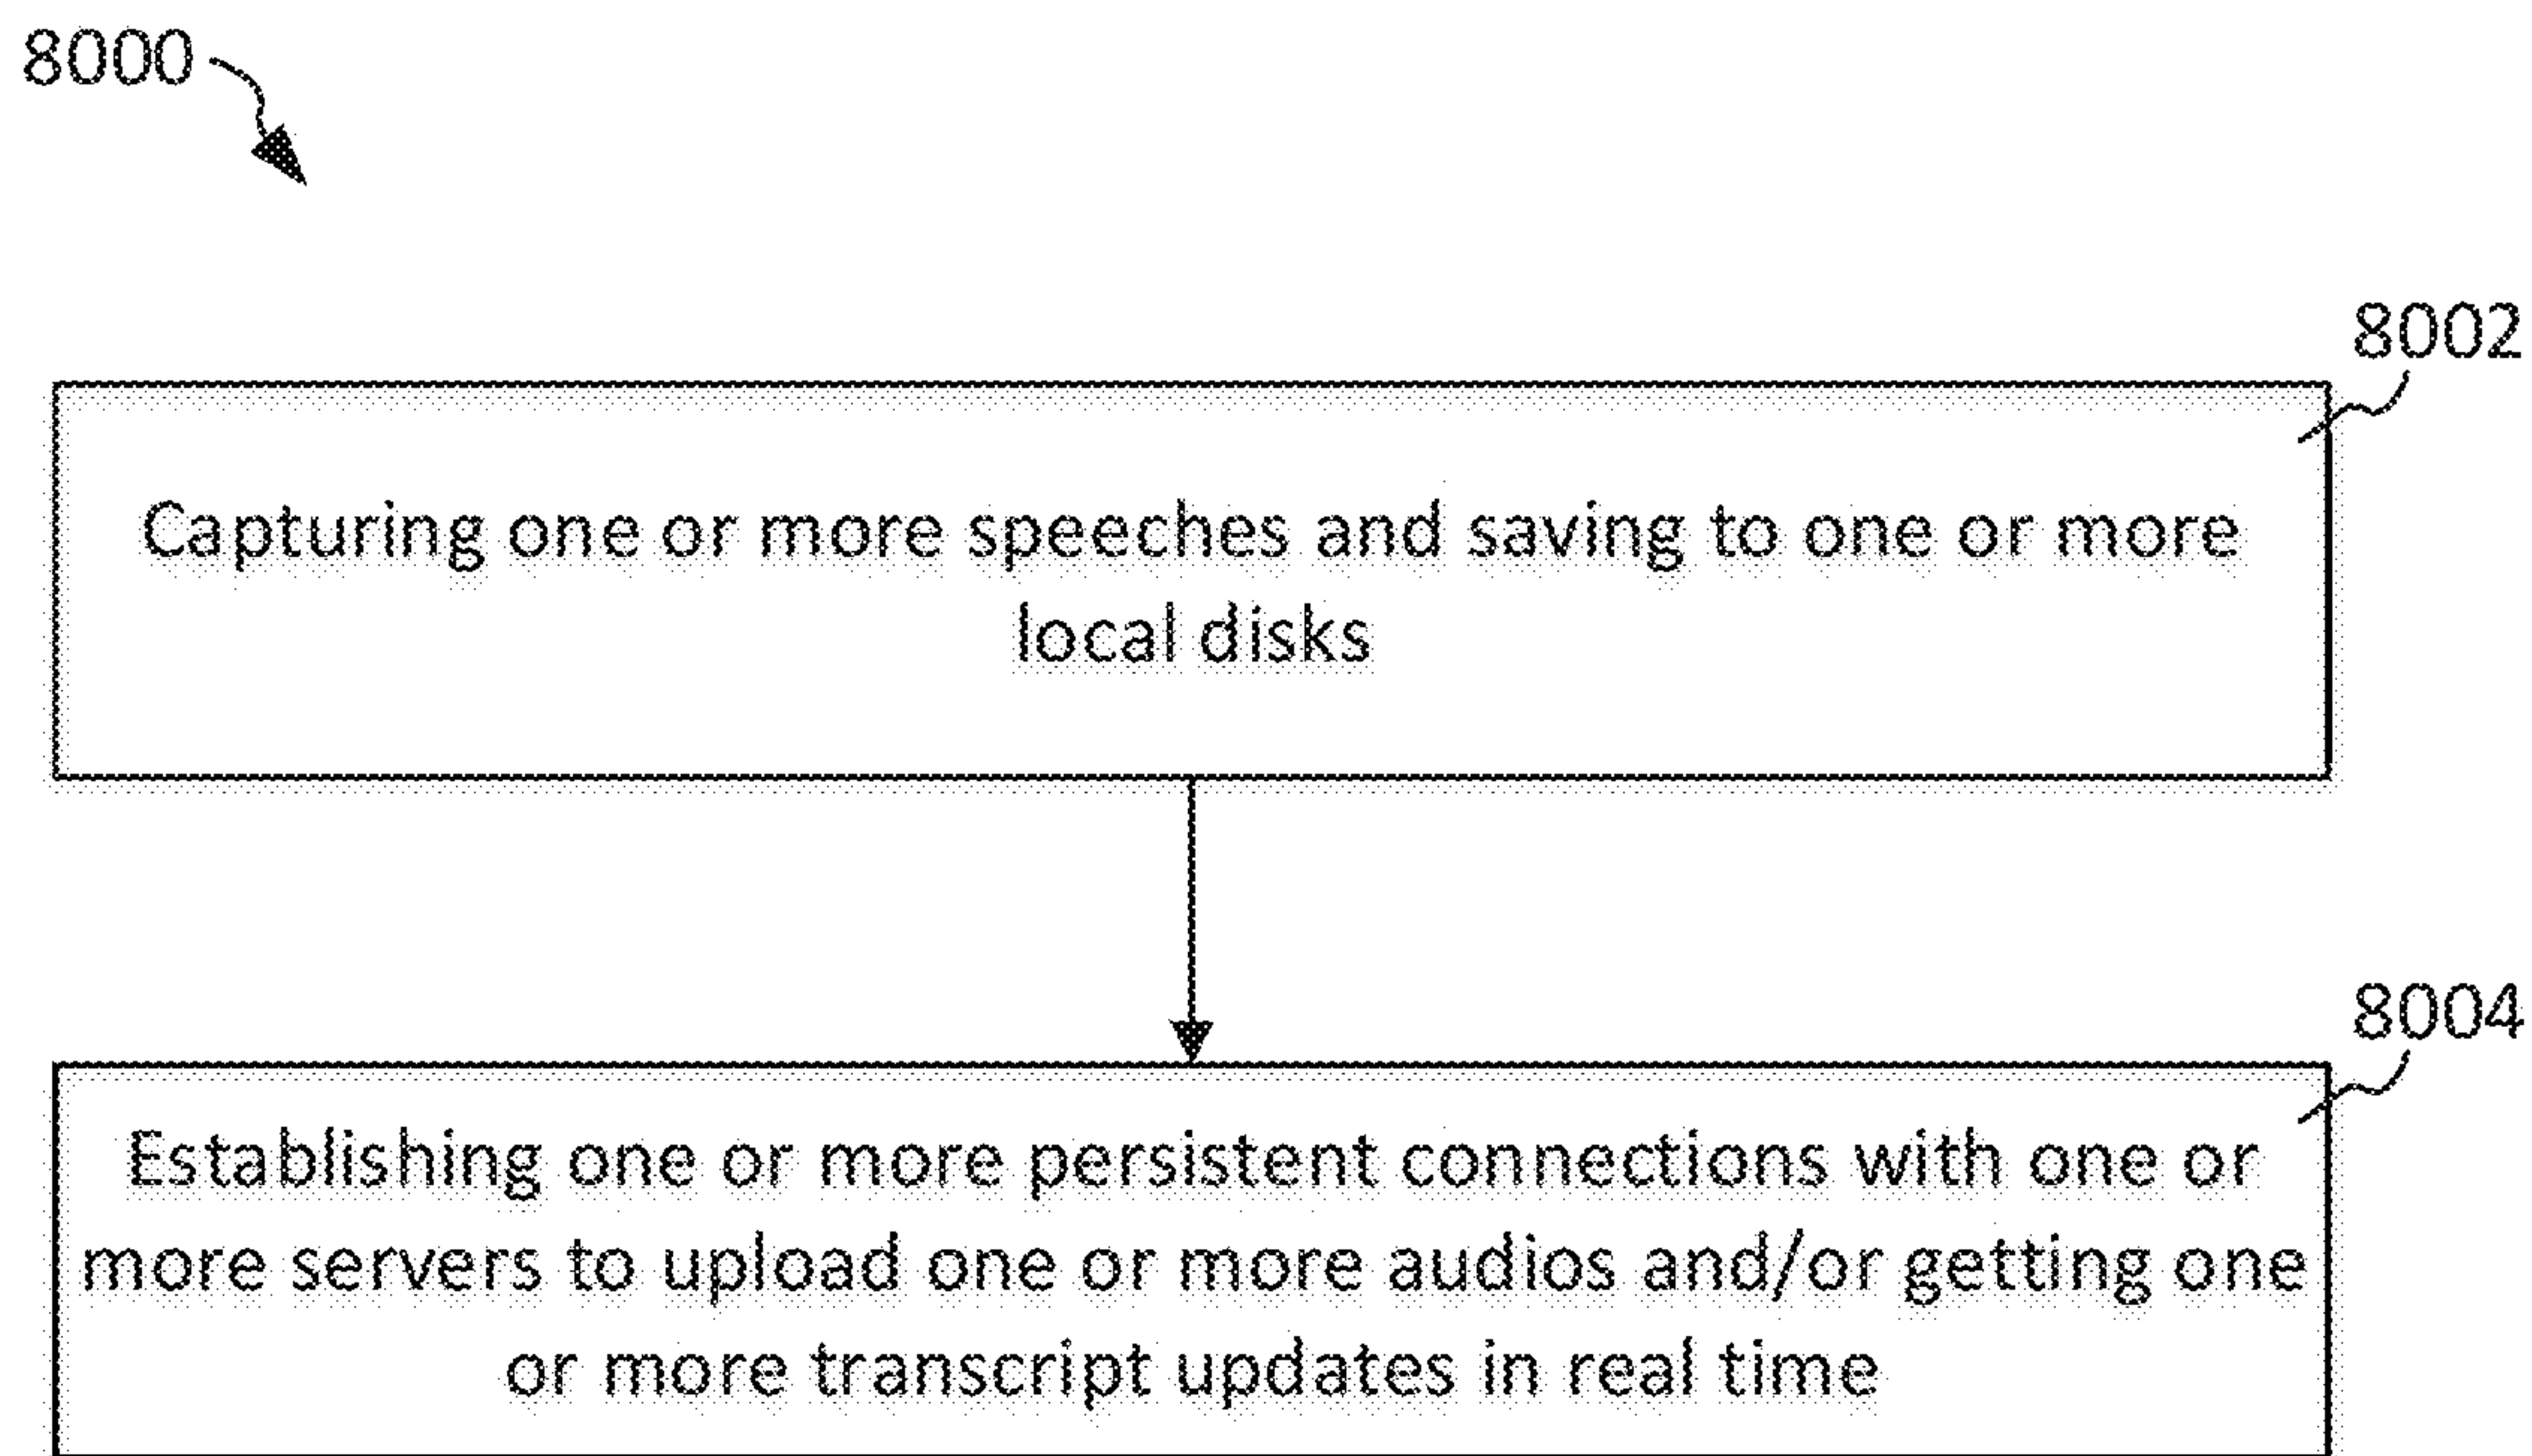 8000
8002
Capturing one or more speeches and saving to one or more
local disks
8004
Establishing one or more persistent connections with one or
more servers to upload one or more audios and/or getting one
or more transcript updates in real time